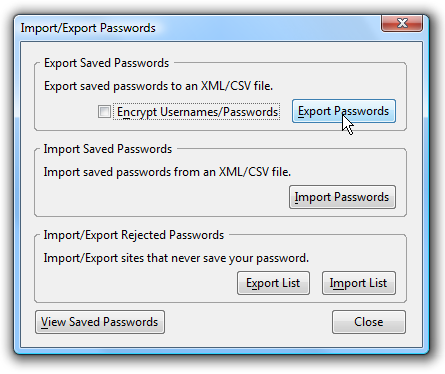 Import/Export Passwords
Export Saved Passwords
Export saved passwords to an XML/CSV file.
Encrypt Usernames/Passwords
Export Passwords
Import Saved Passwords
Import saved passwords from an XML/CSV file.
Import Passwords
Import/Export Rejected Passwords
Import/Export sites that never save your password.
Export List
Import List
View Saved Passwords
Close